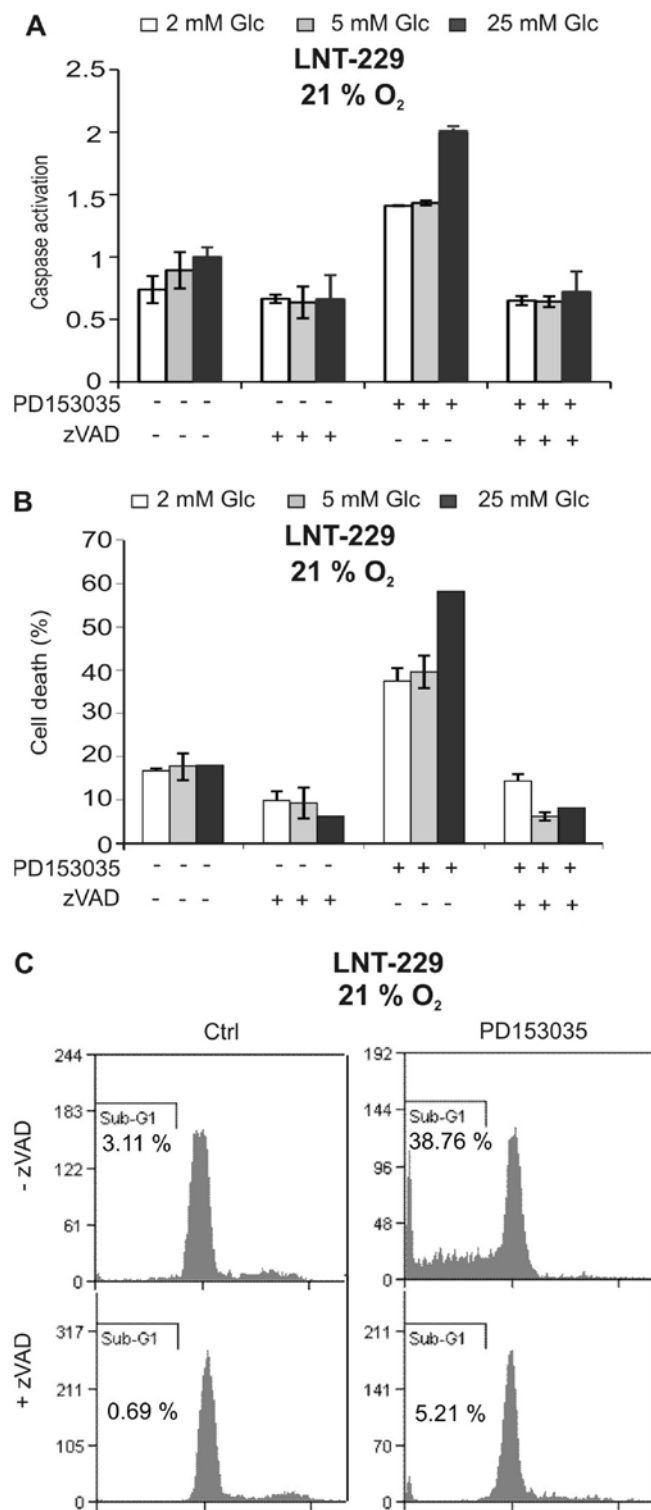 A
2 mM Glc 5 mM Glc 25 mM Glc
LNT-229
21 % O₂
Caspase activation
2.5
2
1.5
1
0.5
0
PD153035 - - - - - - + + + + + +
zVAD - - - + + + - - - + + +
B
2 mM Glc 5 mM Glc 25 mM Glc
LNT-229
21 % O₂
Cell death (%)
70
60
50
40
30
20
10
0
PD153035 - - - - - - + + + + + +
zVAD - - - + + + - - - + + +
C
LNT-229
21 % O₂
Ctrl PD153035
- zVAD
244
183
122
61
0
Sub-G1
3.11 %
192
144
96
48
0
Sub-G1
38.76 %
+ zVAD
317
211
105
0
Sub-G1
0.69 %
211
141
70
0
Sub-G1
5.21 %